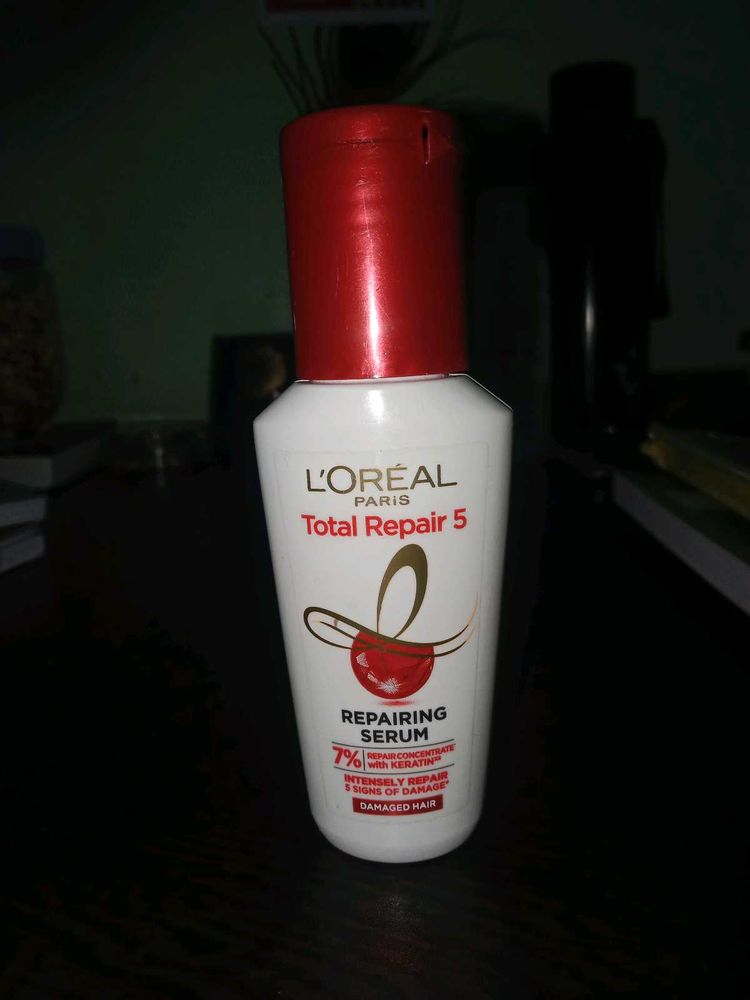 L'ORÉAL
PARiS
Total Repair 5
REPAIRING
SERUM
7% REPAIR CONCENTRATE
with KERATIN
INTENSELY REPAIR
5 SIGNS OF DAMAGE*
DAMAGED HAIR